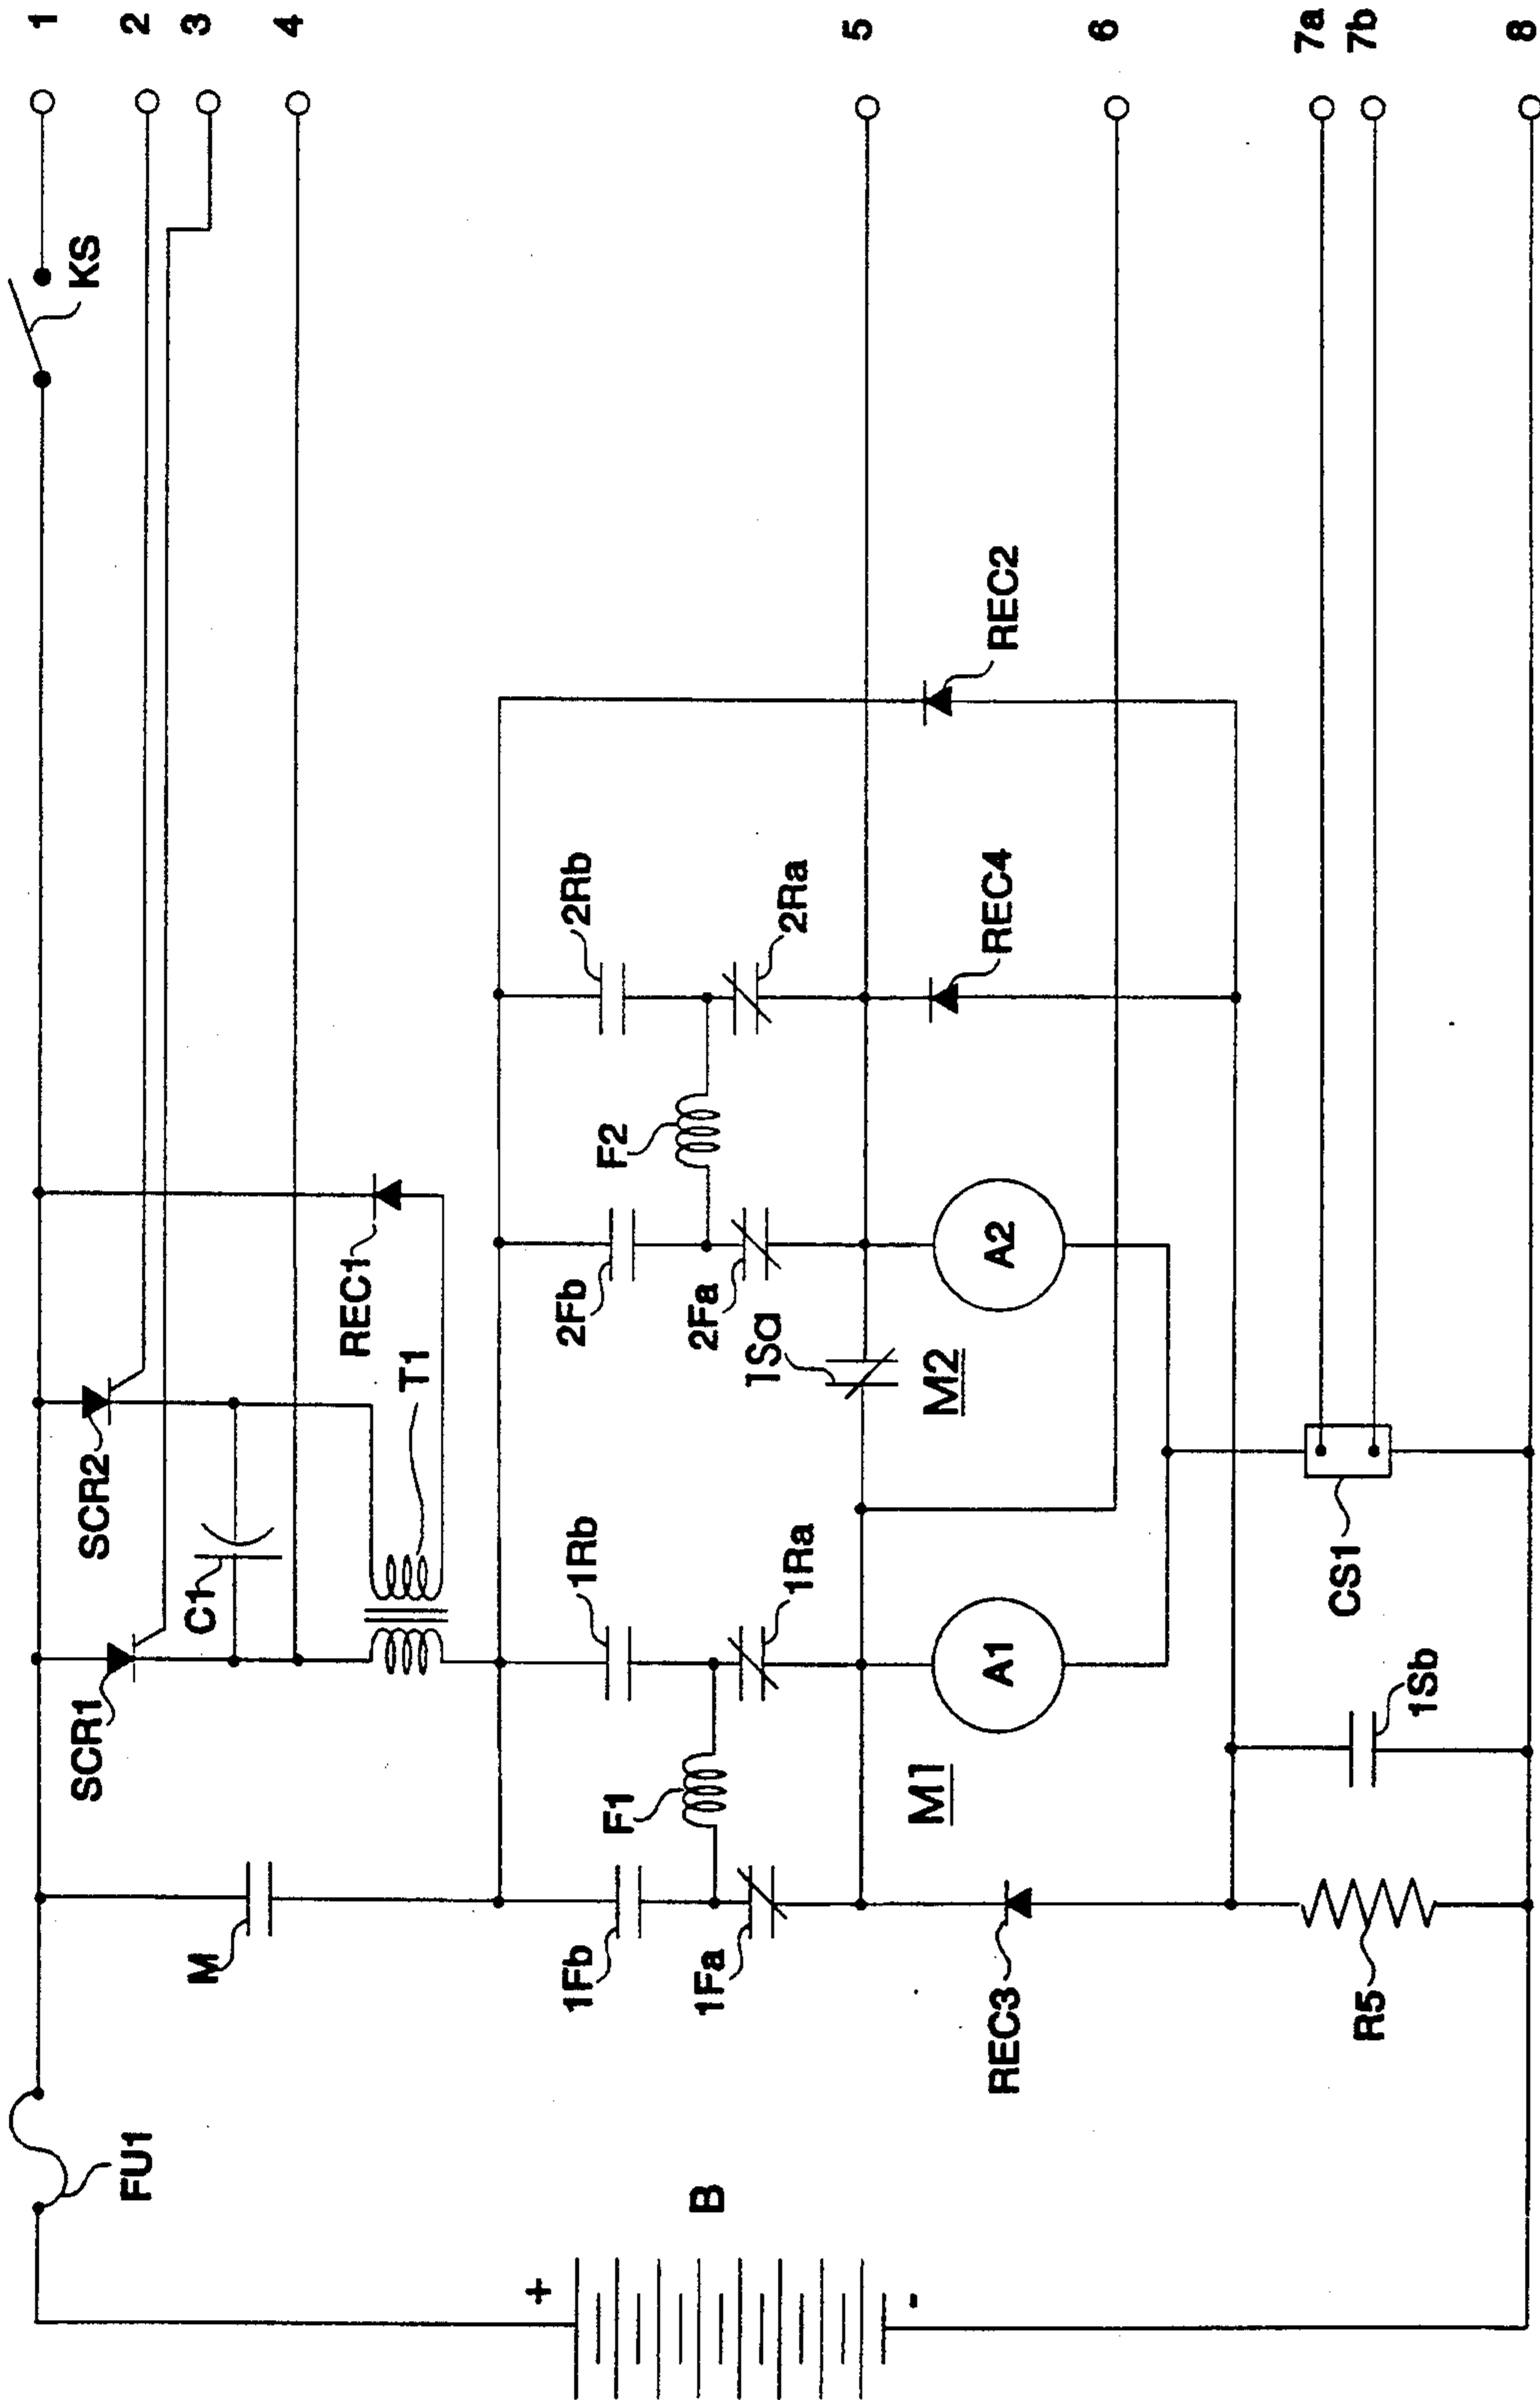 1
2
3
4
5
6
7a
7b
8
KS
REC2
REC4
2Rb
2Ra
F2
2Fb
2Fa
1Sa
M2
A2
REC1
T1
SCR2
C1
SCR1
1Rb
1Ra
F1
A1
M1
CS1
1Sb
M
1Fb
1Fa
REC3
R5
FU1
B
+
-